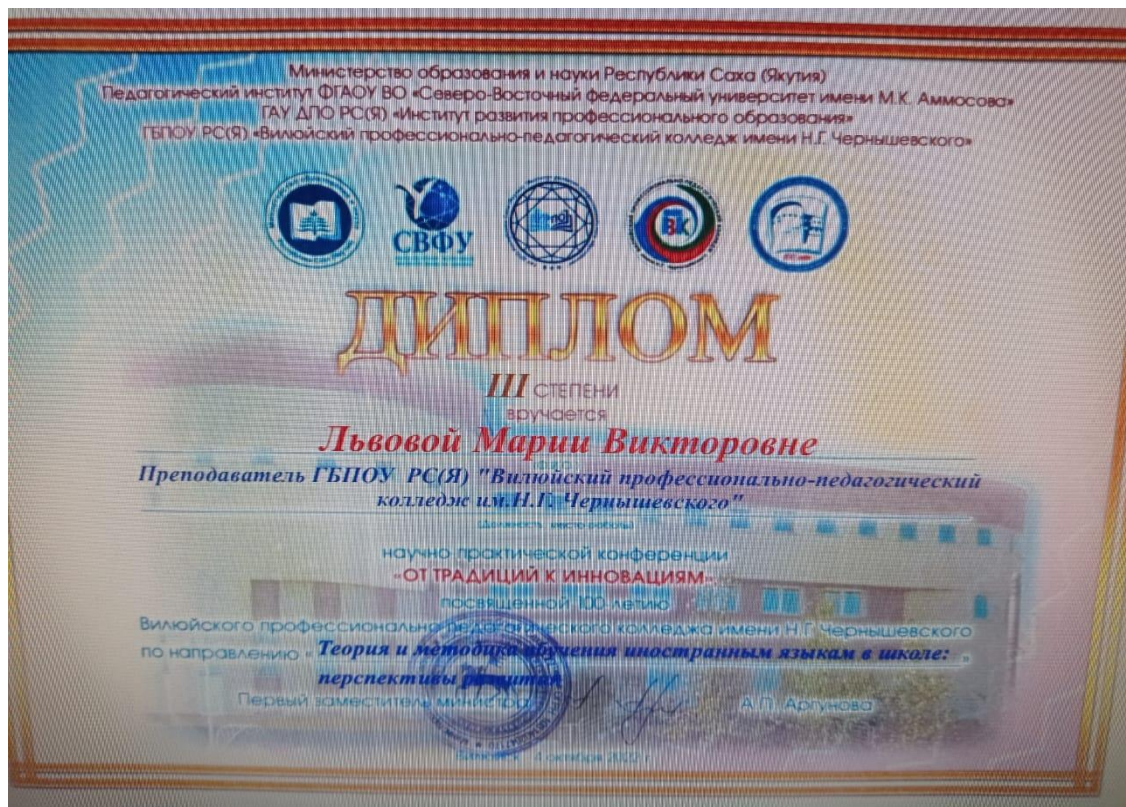 Министерство образования и науки Республики Саха (Якутия)
Педагогический институт ФГАОУ ВО «Северо-Восточный федеральный университет имени М.К. Аммосова»
ГАУ ДПО РС(Я) «Институт развития профессионального образования»
ГБПОУ РС(Я) «Вилюйский профессионально-педагогический колледж имени Н.Г. Чернышевского»
СВФУ
ДИПЛОМ
III СТЕПЕНИ
вручается
Львовой Марии Викторовне
Преподаватель ГБПОУ РС(Я) "Вилюйский профессионально-педагогический
колледж им.Н.Г. Чернышевского"
(Должность, место работы)
научно практической конференции
«ОТ ТРАДИЦИЙ К ИННОВАЦИЯМ»
посвященной 100-летию
Вилюйского профессионально-педагогического колледжа имени Н.Г. Чернышевского
по направлению « Теория и методика обучения иностранным языкам в школе: »
перспективы развития
Первый заместитель министра
А.П. Аргунова
4 октября